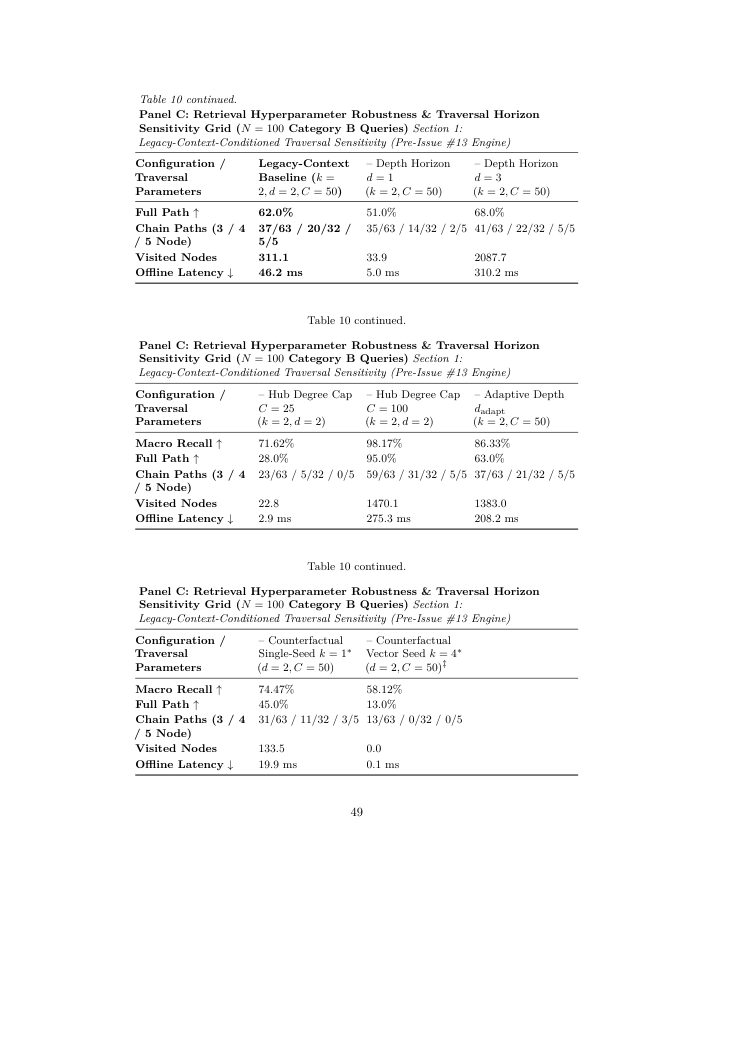 Table 10 continued.
Panel C: Retrieval Hyperparameter Robustness & Traversal Horizon
Sensitivity Grid (N = 100 Category B Queries) Section 1:
Legacy-Context-Conditioned Traversal Sensitivity (Pre-Issue #13 Engine)
Configuration / Legacy-Context – Depth Horizon – Depth Horizon
Traversal Baseline (k = d = 1 d = 3
Parameters 2, d = 2, C = 50) (k = 2, C = 50) (k = 2, C = 50)
Full Path ↑ 62.0% 51.0% 68.0%
Chain Paths (3 / 4 37/63 / 20/32 / 35/63 / 14/32 / 2/5 41/63 / 22/32 / 5/5
/ 5 Node) 5/5
Visited Nodes 311.1 33.9 2087.7
Offline Latency ↓ 46.2 ms 5.0 ms 310.2 ms
Table 10 continued.
Panel C: Retrieval Hyperparameter Robustness & Traversal Horizon
Sensitivity Grid (N = 100 Category B Queries) Section 1:
Legacy-Context-Conditioned Traversal Sensitivity (Pre-Issue #13 Engine)
Configuration / – Hub Degree Cap – Hub Degree Cap – Adaptive Depth
Traversal C = 25 C = 100 d_adapt
Parameters (k = 2, d = 2) (k = 2, d = 2) (k = 2, C = 50)
Macro Recall ↑ 71.62% 98.17% 86.33%
Full Path ↑ 28.0% 95.0% 63.0%
Chain Paths (3 / 4 23/63 / 5/32 / 0/5 59/63 / 31/32 / 5/5 37/63 / 21/32 / 5/5
/ 5 Node)
Visited Nodes 22.8 1470.1 1383.0
Offline Latency ↓ 2.9 ms 275.3 ms 208.2 ms
Table 10 continued.
Panel C: Retrieval Hyperparameter Robustness & Traversal Horizon
Sensitivity Grid (N = 100 Category B Queries) Section 1:
Legacy-Context-Conditioned Traversal Sensitivity (Pre-Issue #13 Engine)
Configuration / – Counterfactual – Counterfactual
Traversal Single-Seed k = 1* Vector Seed k = 4*
Parameters (d = 2, C = 50) (d = 2, C = 50)‡
Macro Recall ↑ 74.47% 58.12%
Full Path ↑ 45.0% 13.0%
Chain Paths (3 / 4 31/63 / 11/32 / 3/5 13/63 / 0/32 / 0/5
/ 5 Node)
Visited Nodes 133.5 0.0
Offline Latency ↓ 19.9 ms 0.1 ms
49